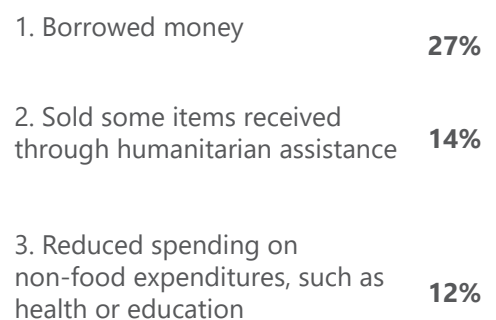 1. Borrowed money
27%
2. Sold some items received
through humanitarian assistance
14%
3. Reduced spending on
non-food expenditures, such as
health or education
12%